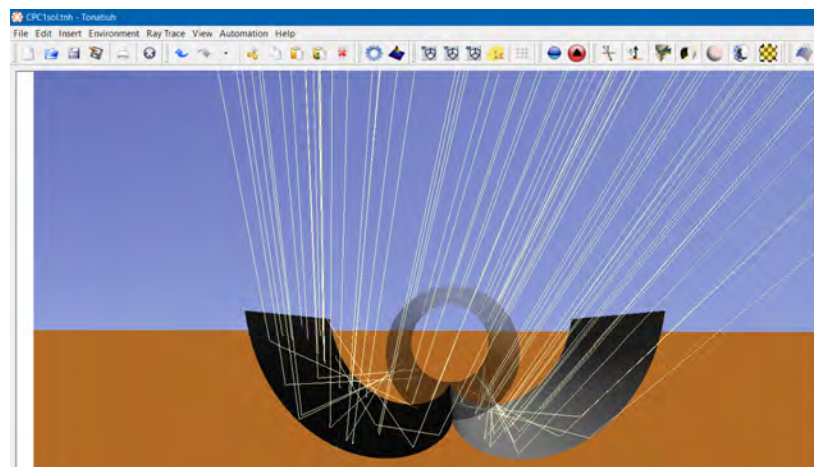 CPC1sol.tnh - Tonatiuh
File Edit Insert Environment Ray Trace View Automation Help